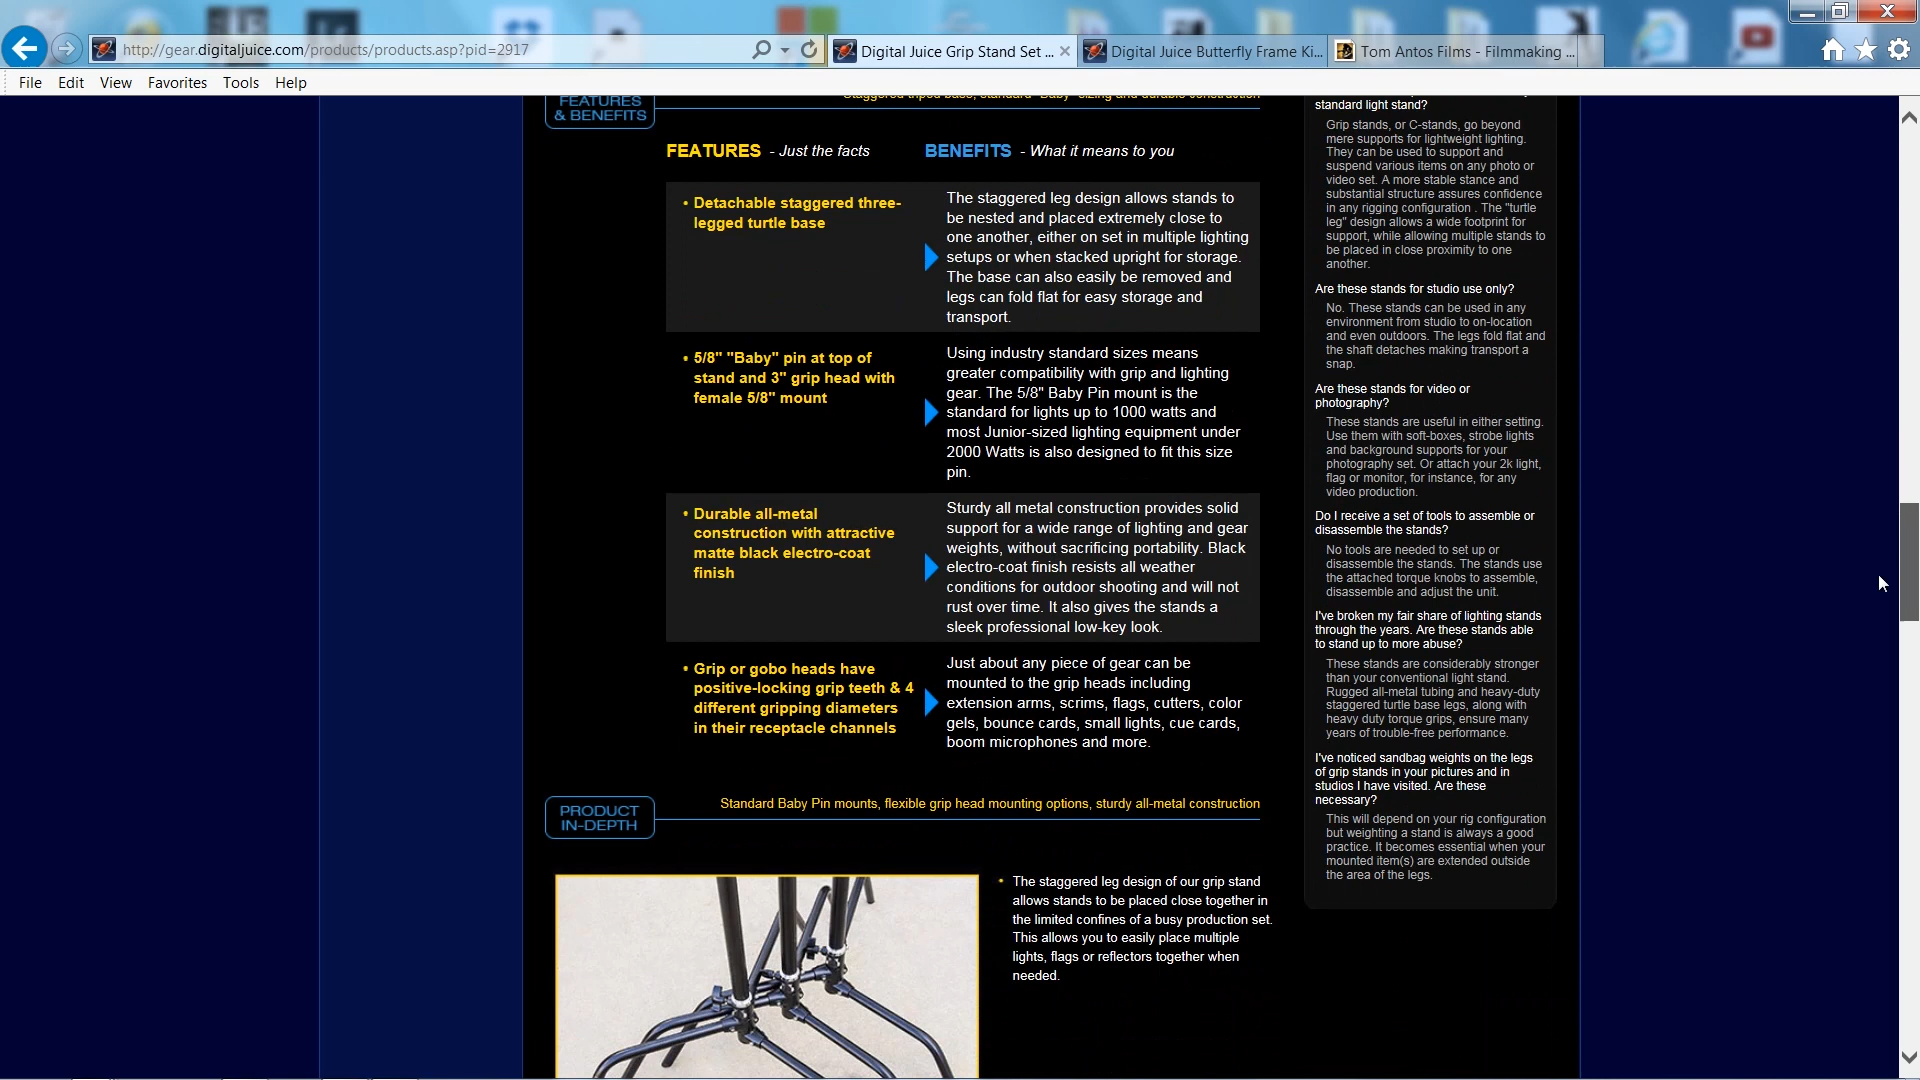 http://gear.digitaljuice.com/products/products.asp?pid=2917
Digital Juice Grip Stand Set ...
Digital Juice Butterfly Frame Ki...
Tom Antos Films - Filmmaking ...
File Edit View Favorites Tools Help
FEATURES
& BENEFITS
Staggered tripod base, standard "Baby" sizing and durable construction
FEATURES - Just the facts
BENEFITS - What it means to you
• Detachable staggered three-
legged turtle base
The staggered leg design allows stands to
be nested and placed extremely close to
one another, either on set in multiple lighting
setups or when stacked upright for storage.
The base can also easily be removed and
legs can fold flat for easy storage and
transport.
• 5/8" "Baby" pin at top of
stand and 3" grip head with
female 5/8" mount
Using industry standard sizes means
greater compatibility with grip and lighting
gear. The 5/8" Baby Pin mount is the
standard for lights up to 1000 watts and
most Junior-sized lighting equipment under
2000 Watts is also designed to fit this size
pin.
• Durable all-metal
construction with attractive
matte black electro-coat
finish
Sturdy all metal construction provides solid
support for a wide range of lighting and gear
weights, without sacrificing portability. Black
electro-coat finish resists all weather
conditions for outdoor shooting and will not
rust over time. It also gives the stands a
sleek professional low-key look.
• Grip or gobo heads have
positive-locking grip teeth & 4
different gripping diameters
in their receptacle channels
Just about any piece of gear can be
mounted to the grip heads including
extension arms, scrims, flags, cutters, color
gels, bounce cards, small lights, cue cards,
boom microphones and more.
PRODUCT
IN-DEPTH
Standard Baby Pin mounts, flexible grip head mounting options, sturdy all-metal construction
• The staggered leg design of our grip stand
allows stands to be placed close together in
the limited confines of a busy production set.
This allows you to easily place multiple
lights, flags or reflectors together when
needed.
standard light stand?
Grip stands, or C-stands, go beyond
mere supports for lightweight lighting.
They can be used to support and
suspend various items on any photo or
video set. A more stable stance and
substantial structure assures confidence
in any rigging configuration . The "turtle
leg" design allows a wide footprint for
support, while allowing multiple stands to
be placed in close proximity to one
another.
Are these stands for studio use only?
No. These stands can be used in any
environment from studio to on-location
and even outdoors. The legs fold flat and
the shaft detaches making transport a
snap.
Are these stands for video or
photography?
These stands are useful in either setting.
Use them with soft-boxes, strobe lights
and background supports for your
photography set. Or attach your 2k light,
flag or monitor, for instance, for any
video production.
Do I receive a set of tools to assemble or
disassemble the stands?
No tools are needed to set up or
disassemble the stands. The stands use
the attached torque knobs to assemble,
disassemble and adjust the unit.
I've broken my fair share of lighting stands
through the years. Are these stands able
to stand up to more abuse?
These stands are considerably stronger
than your conventional light stand.
Rugged all-metal tubing and heavy-duty
staggered turtle base legs, along with
heavy duty torque grips, ensure many
years of trouble-free performance.
I've noticed sandbag weights on the legs
of grip stands in your pictures and in
studios I have visited. Are these
necessary?
This will depend on your rig configuration
but weighting a stand is always a good
practice. It becomes essential when your
mounted item(s) are extended outside
the area of the legs.